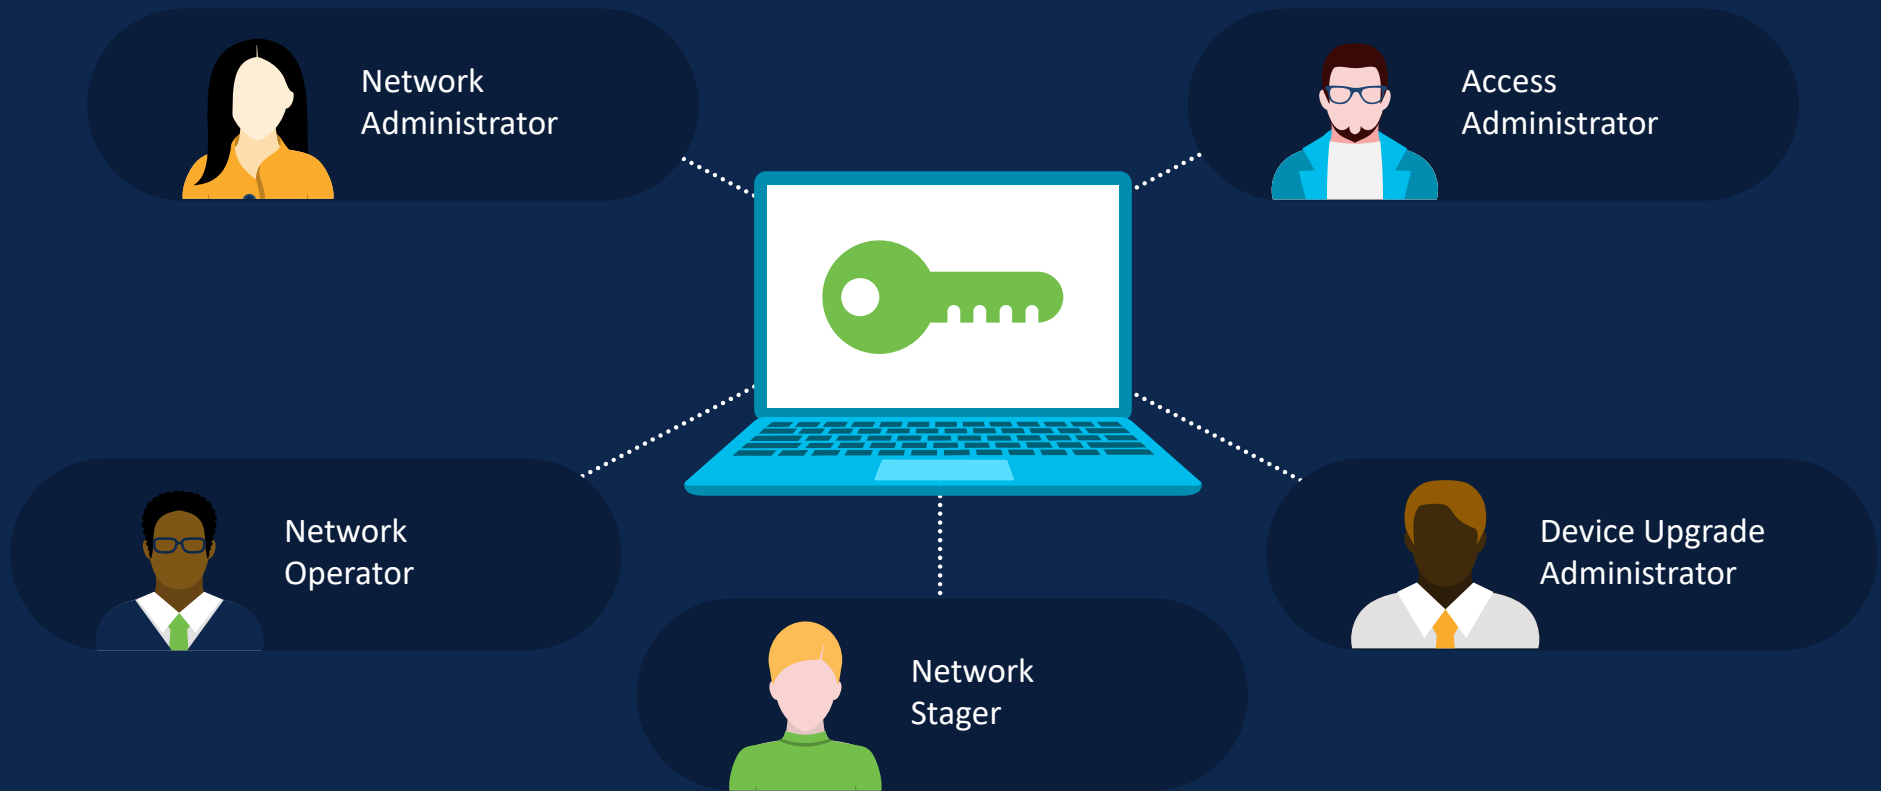 Network
Administrator
Access
Administrator
Network
Operator
Device Upgrade
Administrator
Network
Stager